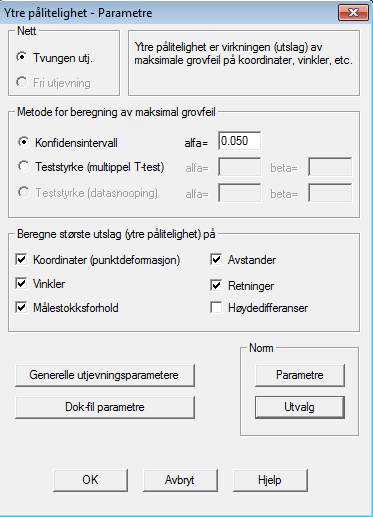 Ytre pålitelighet - Parametre
Nett
Tvungen utj.
Fri utjevning
Ytre pålitelighet er virkningen (utslag) av
maksimale grovfeil på koordinater, vinkler, etc.
Metode for beregning av maksimal grovfeil
Konfidensintervall alfa= 0.050
Teststyrke (multippel T-test) alfa= beta=
Teststyrke (datasnooping) alfa= beta=
Beregne största utslag (ytre pålitelighet) på
Koordinater (punktdeformasjon) Avstander
Vinkler Retninger
Målestokksforhold Høydedifferanser
Norm
Generelle utjevningsparametere Parametre
Dok-fil parametre Utvalg
OK Avbryt Hjelp